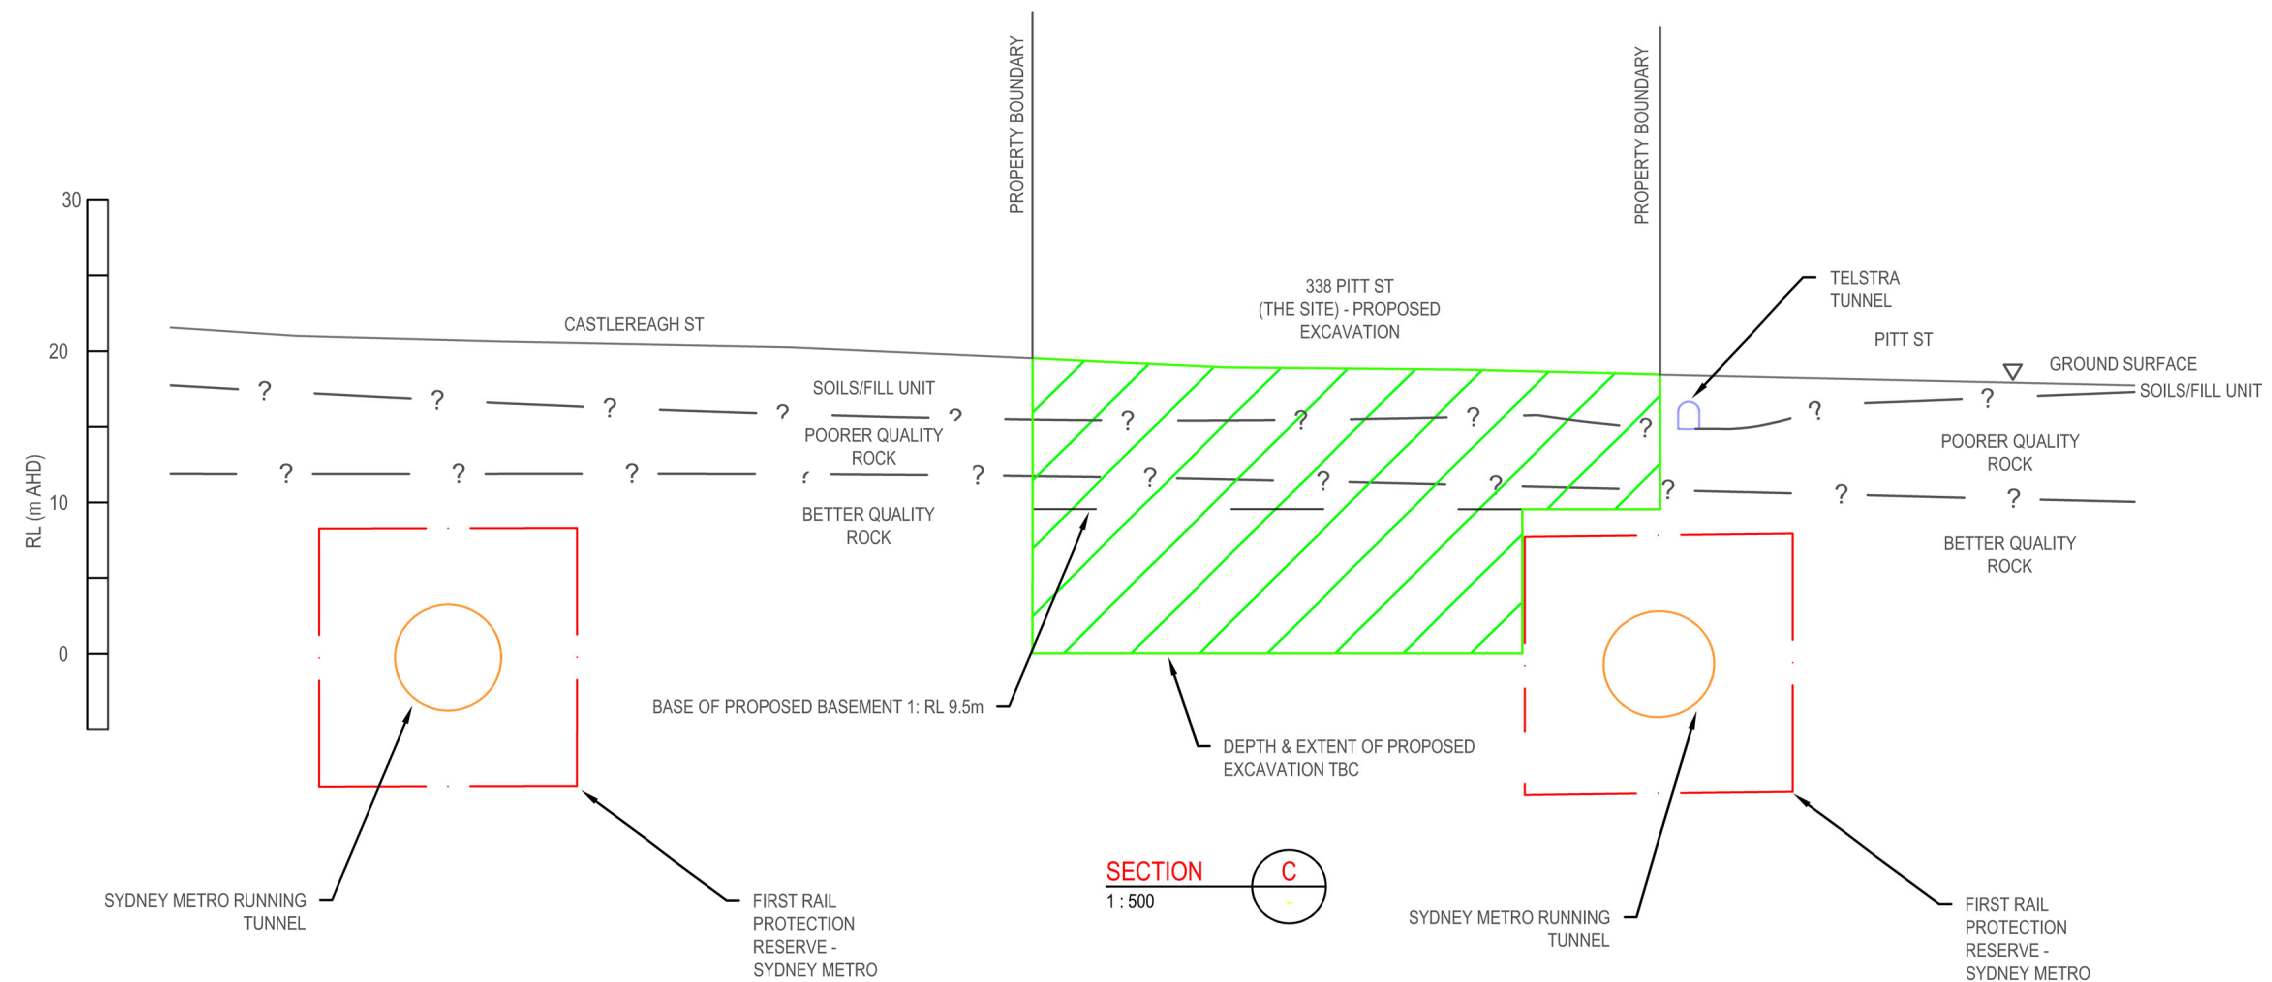 PROPERTY BOUNDARY
PROPERTY BOUNDARY
30
20
10
0
RL (m AHD)
CASTLEREAGH ST
338 PITT ST
(THE SITE) - PROPOSED
EXCAVATION
TELSTRA
TUNNEL
PITT ST
GROUND SURFACE
SOILS/FILL UNIT
SOILS/FILL UNIT
? ? ? ? ? ? ? ? ? ? ?
POORER QUALITY
ROCK
POORER QUALITY
ROCK
? ? ? ? ? ? ? ? ? ? ?
BETTER QUALITY
ROCK
BETTER QUALITY
ROCK
BASE OF PROPOSED BASEMENT 1: RL 9.5m
DEPTH & EXTENT OF PROPOSED
EXCAVATION TBC
SECTION
C
1 : 500
-
SYDNEY METRO RUNNING
TUNNEL
FIRST RAIL
PROTECTION
RESERVE -
SYDNEY METRO
SYDNEY METRO RUNNING
TUNNEL
FIRST RAIL
PROTECTION
RESERVE -
SYDNEY METRO